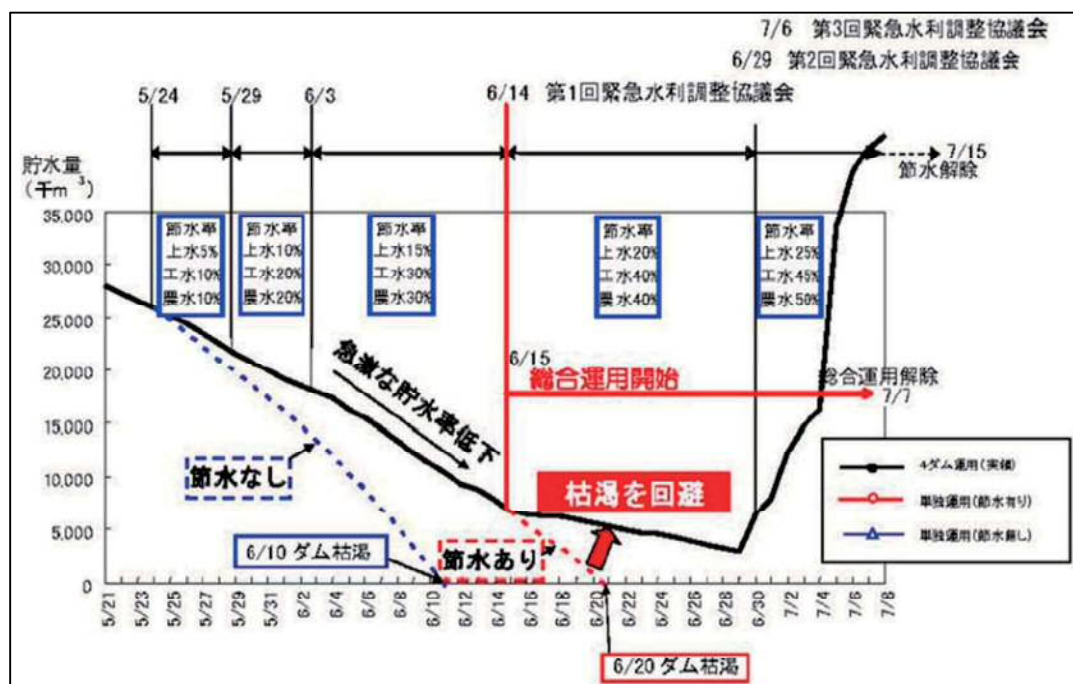 7/6 第3回緊急水利調整協議会
6/29 第2回緊急水利調整協議会
5/24
5/29
6/3
6/14 第1回緊急水利調整協議会
貯水量
(千m³)
7/15
節水解除
35,000
30,000
25,000
20,000
15,000
10,000
5,000
0
節水率
上水5%
工水10%
農水10%
節水率
上水10%
工水20%
農水20%
節水率
上水15%
工水30%
農水30%
節水率
上水20%
工水40%
農水40%
節水率
上水25%
工水45%
農水50%
6/15
総合運用開始
総合運用解除
7/7
急激な貯水率低下
節水なし
枯渇を回避
6/10 ダム枯渇
節水あり
4ダム運用(実績)
単独運用(節水有り)
単独運用(節水無し)
5/21
5/23
5/25
5/27
5/29
5/31
6/2
6/4
6/6
6/8
6/10
6/12
6/14
6/16
6/18
6/20
6/22
6/24
6/26
6/28
6/30
7/2
7/4
7/6
7/8
6/20 ダム枯渇